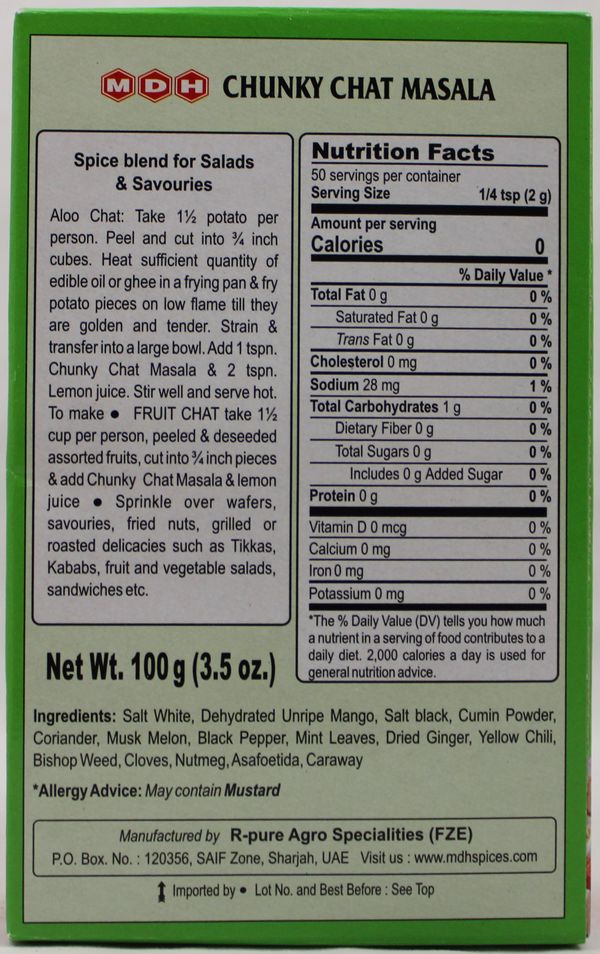 MDH CHUNKY CHAT MASALA
Spice blend for Salads
& Savouries
Aloo Chat: Take 1½ potato per
person. Peel and cut into ¾ inch
cubes. Heat sufficient quantity of
edible oil or ghee in a frying pan & fry
potato pieces on low flame till they
are golden and tender. Strain &
transfer into a large bowl. Add 1 tspn.
Chunky Chat Masala & 2 tspn.
Lemon juice. Stir well and serve hot.
To make ● FRUIT CHAT take 1½
cup per person, peeled & deseeded
assorted fruits, cut into ¾ inch pieces
& add Chunky Chat Masala & lemon
juice ● Sprinkle over wafers,
savouries, fried nuts, grilled or
roasted delicacies such as Tikkas,
Kababs, fruit and vegetable salads,
sandwiches etc.
Net Wt. 100 g (3.5 oz.)
Nutrition Facts
50 servings per container
Serving Size 1/4 tsp (2 g)
Amount per serving
Calories 0
% Daily Value *
Total Fat 0 g 0 %
Saturated Fat 0 g 0 %
Trans Fat 0 g 0 %
Cholesterol 0 mg 0 %
Sodium 28 mg 1 %
Total Carbohydrates 1 g 0 %
Dietary Fiber 0 g 0 %
Total Sugars 0 g 0 %
Includes 0 g Added Sugar 0 %
Protein 0 g 0 %
Vitamin D 0 mcg 0 %
Calcium 0 mg 0 %
Iron 0 mg 0 %
Potassium 0 mg 0 %
*The % Daily Value (DV) tells you how much
a nutrient in a serving of food contributes to a
daily diet. 2,000 calories a day is used for
general nutrition advice.
Ingredients: Salt White, Dehydrated Unripe Mango, Salt black, Cumin Powder,
Coriander, Musk Melon, Black Pepper, Mint Leaves, Dried Ginger, Yellow Chili,
Bishop Weed, Cloves, Nutmeg, Asafoetida, Caraway
*Allergy Advice: May contain Mustard
Manufactured by R-pure Agro Specialities (FZE)
P.O. Box. No. : 120356, SAIF Zone, Sharjah, UAE Visit us : www.mdhspices.com
Imported by ● Lot No. and Best Before : See Top